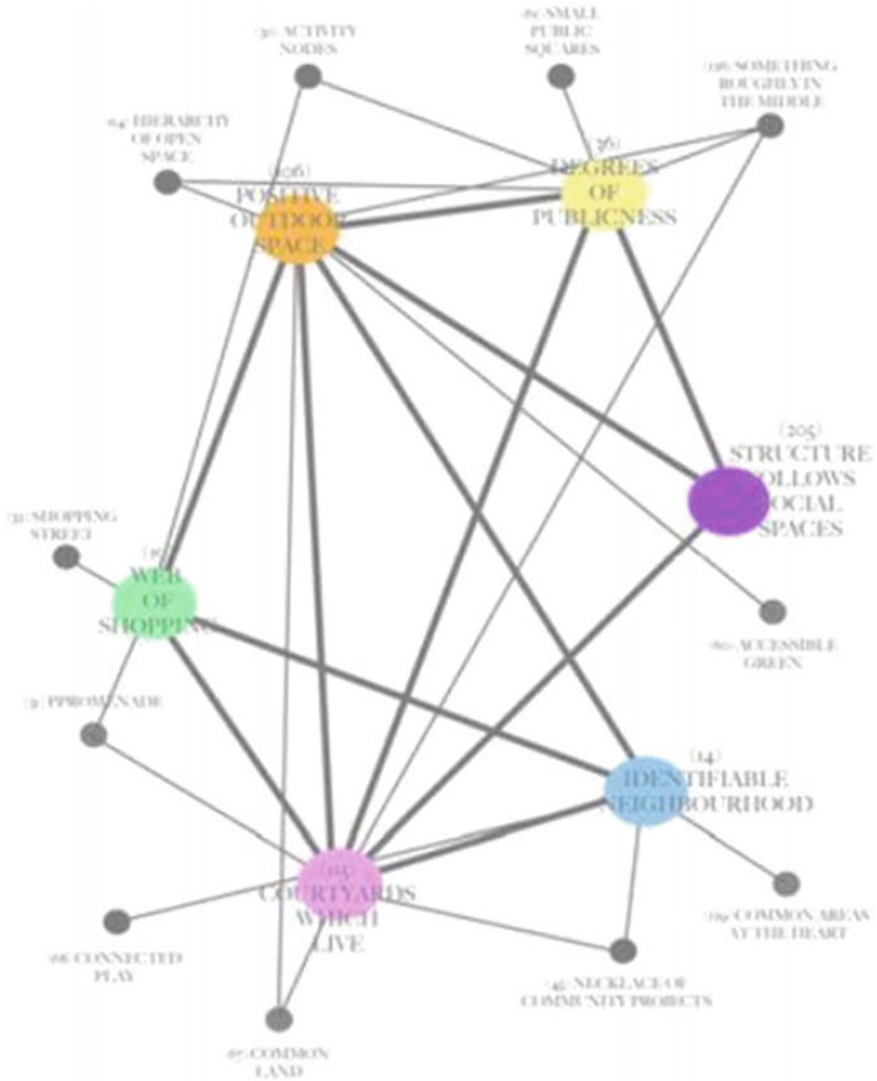 ACTIVITY
NODES
SMALL
PUBLIC
SQUARES
SOMETHING
ROUGHLY IN
THE MIDDLE
HIERARCHY
OF OPEN
SPACE
(106)
POSITIVE
OUTDOOR
SPACE
(36)
DEGREES
OF
PUBLICNESS
(205)
STRUCTURE
FOLLOWS
SOCIAL
SPACES
SHOPPING
STREET
WEB
OF
SHOPPING
ACCESSIBLE
GREEN
PPROMENADE
(14)
IDENTIFIABLE
NEIGHBOURHOOD
(115)
COURTYARDS
WHICH
LIVE
COMMON AREAS
AT THE HEART
CONNECTED
PLAY
NECKLACE OF
COMMUNITY PROJECTS
COMMON
LAND